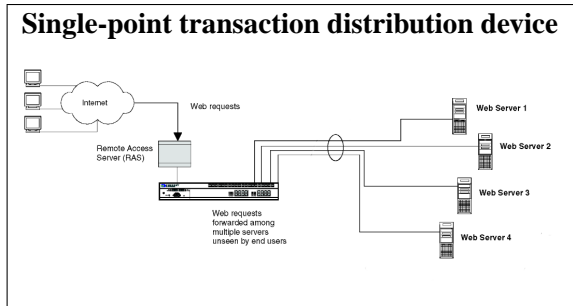 Single-point transaction distribution device
Internet
Web requests
Remote Access
Server (RAS)
Web requests
forwarded among
multiple servers
unseen by end users
Web Server 1
Web Server 2
Web Server 3
Web Server 4